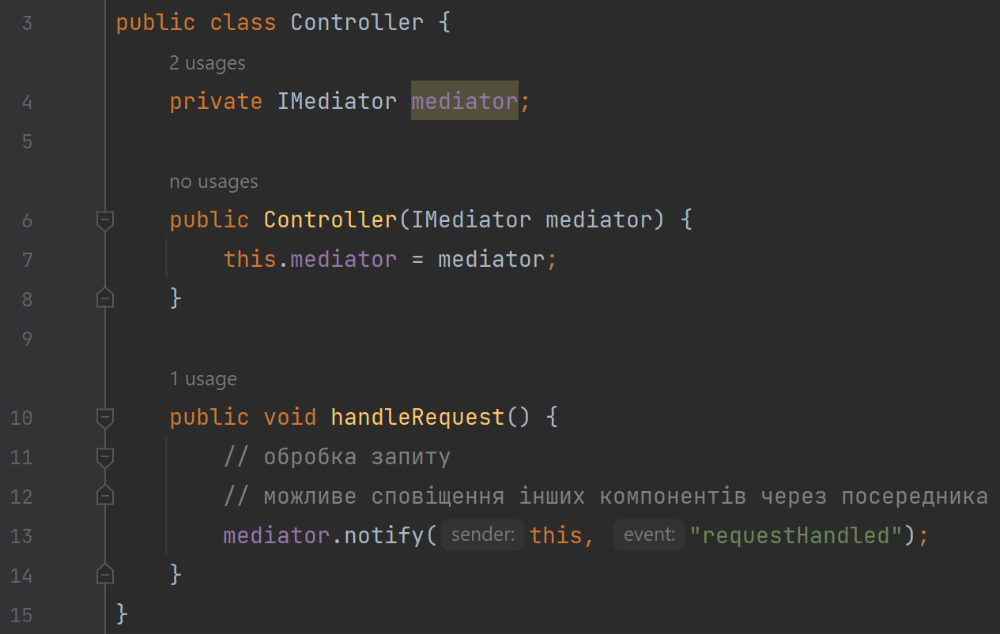 3 public class Controller {
2 usages
4 private IMediator mediator;
5
no usages
6 public Controller(IMediator mediator) {
7 this.mediator = mediator;
8 }
9
1 usage
10 public void handleRequest() {
11 // обробка запиту
12 // можливе сповіщення інших компонентів через посередника
13 mediator.notify( sender: this, event: "requestHandled");
14 }
15 }